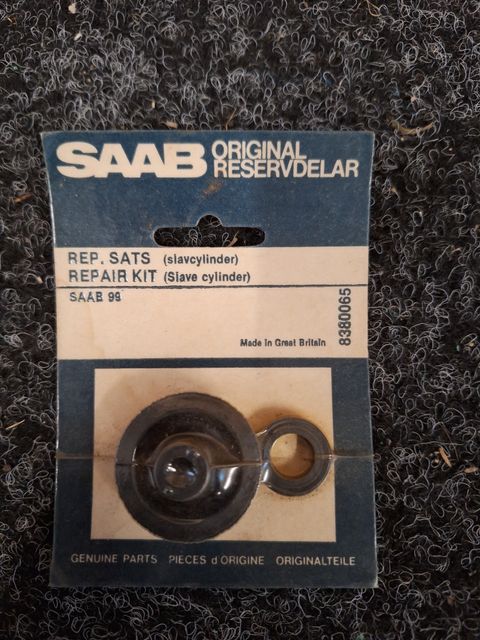 SAAB ORIGINAL
RESERVDELAR
REP. SATS (slavcylinder)
REPAIR KIT (Slave cylinder)
SAAB 99
8380065
Made in Great Britain
GENUINE PARTS PIECES d'ORIGINE ORIGINALTEILE